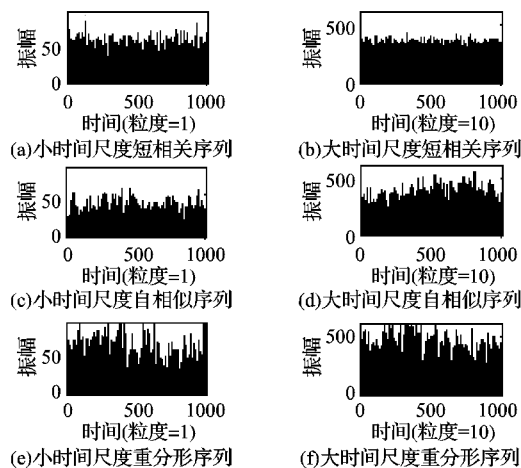 振幅
50
0
0 500 1000
时间(粒度=1)
(a)小时间尺度短相关序列
振幅
500
0
0 500 1000
时间(粒度=10)
(b)大时间尺度短相关序列
振幅
50
0
0 500 1000
时间(粒度=1)
(c)小时间尺度自相似序列
振幅
500
0
0 500 1000
时间(粒度=10)
(d)大时间尺度自相似序列
振幅
50
0
0 500 1000
时间(粒度=1)
(e)小时间尺度重分形序列
振幅
500
0
0 500 1000
时间(粒度=10)
(f)大时间尺度重分形序列